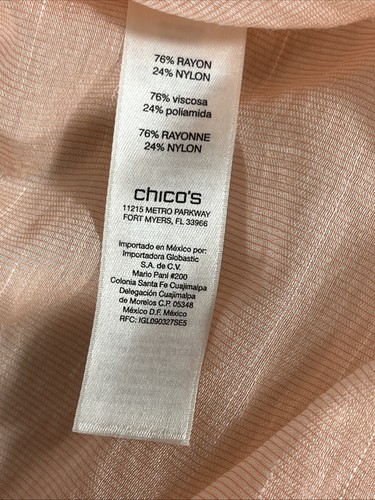 76% RAYON
24% NYLON
76% viscosa
24% poliamida
76% RAYONNE
24% NYLON
chico's
11215 METRO PARKWAY
FORT MYERS, FL 33966
Importado en México por:
Importadora Globastic
S.A. de C.V.
Mario Pani #200
Colonia Santa Fe Cuajimalpa
Delegación Cuajimalpa
de Morelos C.P. 05348
México D.F. México
RFC: IGL090327SE5